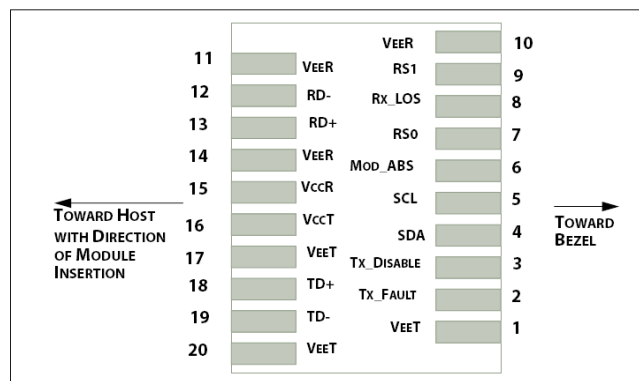 11 VEER
12 RD-
13 RD+
14 VEER
15 VCCR
16 VCCT
17 VEET
18 TD+
19 TD-
20 VEET
VEER 10
RS1 9
RX_LOS 8
RS0 7
MOD_ABS 6
SCL 5
SDA 4
TX_DISABLE 3
TX_FAULT 2
VEET 1
TOWARD HOST
WITH DIRECTION
OF MODULE
INSERTION
TOWARD
BEZEL